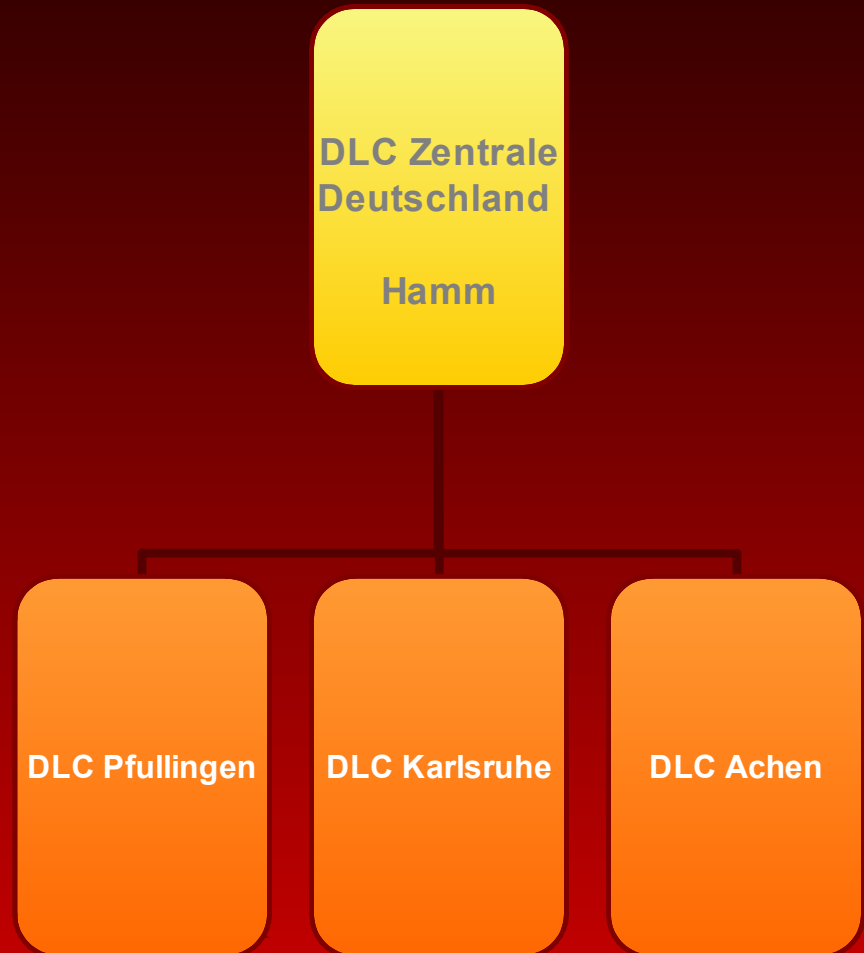 DLC Zentrale
Deutschland
Hamm
DLC Pfullingen
DLC Karlsruhe
DLC Achen